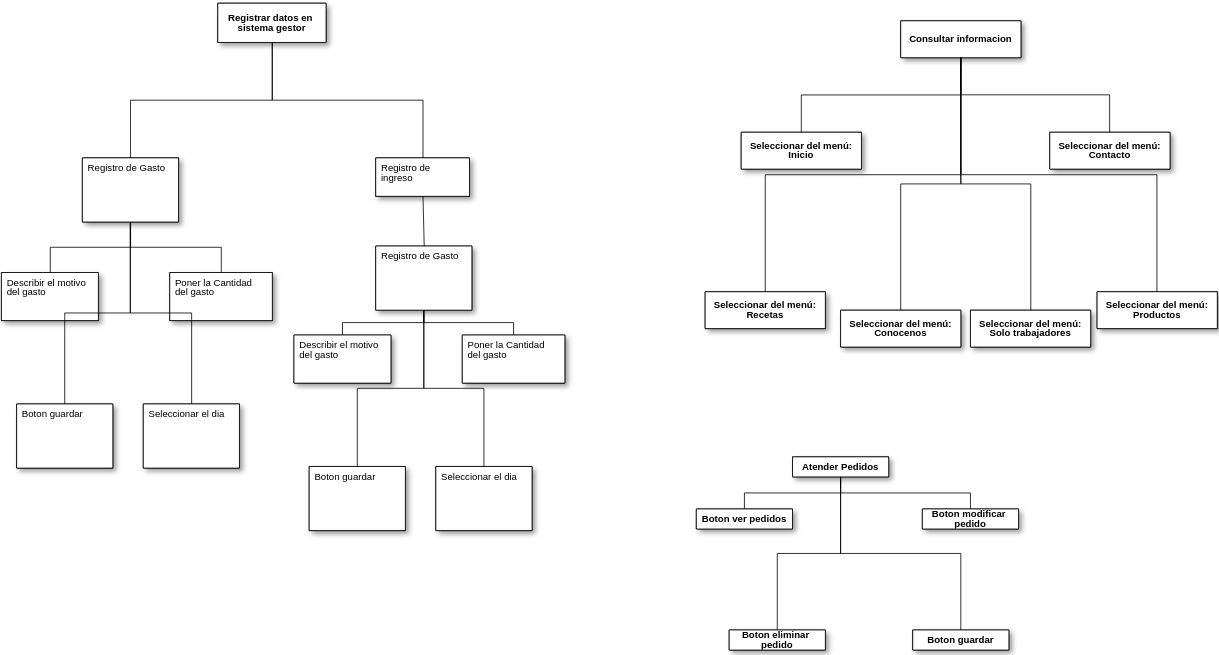 Registrar datos en
sistema gestor
Registro de Gasto
Registro de
ingreso
Describir el motivo
del gasto
Poner la Cantidad
del gasto
Registro de Gasto
Describir el motivo
del gasto
Poner la Cantidad
del gasto
Boton guardar
Seleccionar el dia
Boton guardar
Seleccionar el dia
Consultar informacion
Seleccionar del menú:
Inicio
Seleccionar del menú:
Contacto
Seleccionar del menú:
Recetas
Seleccionar del menú:
Conocenos
Seleccionar del menú:
Solo trabajadores
Seleccionar del menú:
Productos
Atender Pedidos
Boton ver pedidos
Boton modificar
pedido
Boton eliminar
pedido
Boton guardar